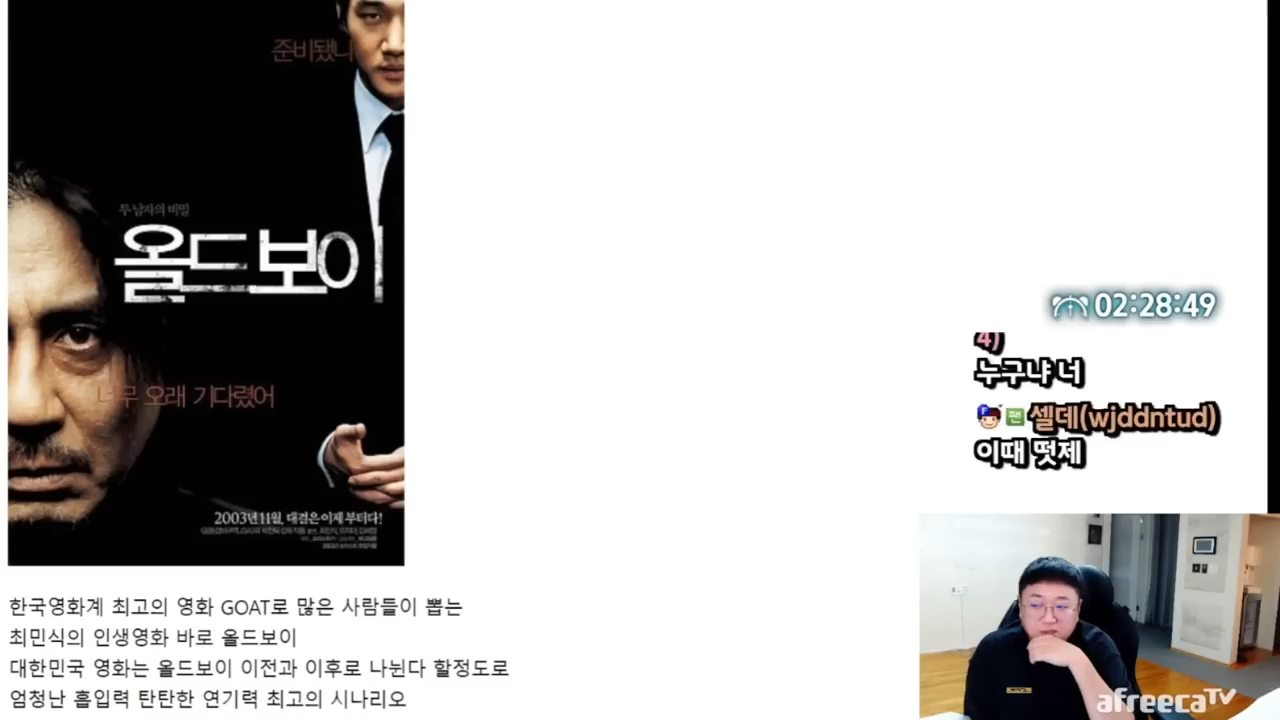 준비됐나
두 남자의 비밀
올드보이
너무 오래 기다렸어
2003년 11월, 대결은 이제 부터다!
한국영화계 최고의 영화 GOAT로 많은 사람들이 뽑는
최민식의 인생영화 바로 올드보이
대한민국 영화는 올드보이 이전과 이후로 나뉜다 할정도로
엄청난 흡입력 탄탄한 연기력 최고의 시나리오
02:28:49
4)
누구냐 너
팬 셀데(wjddntud)
이때 떳제
afreecaTV